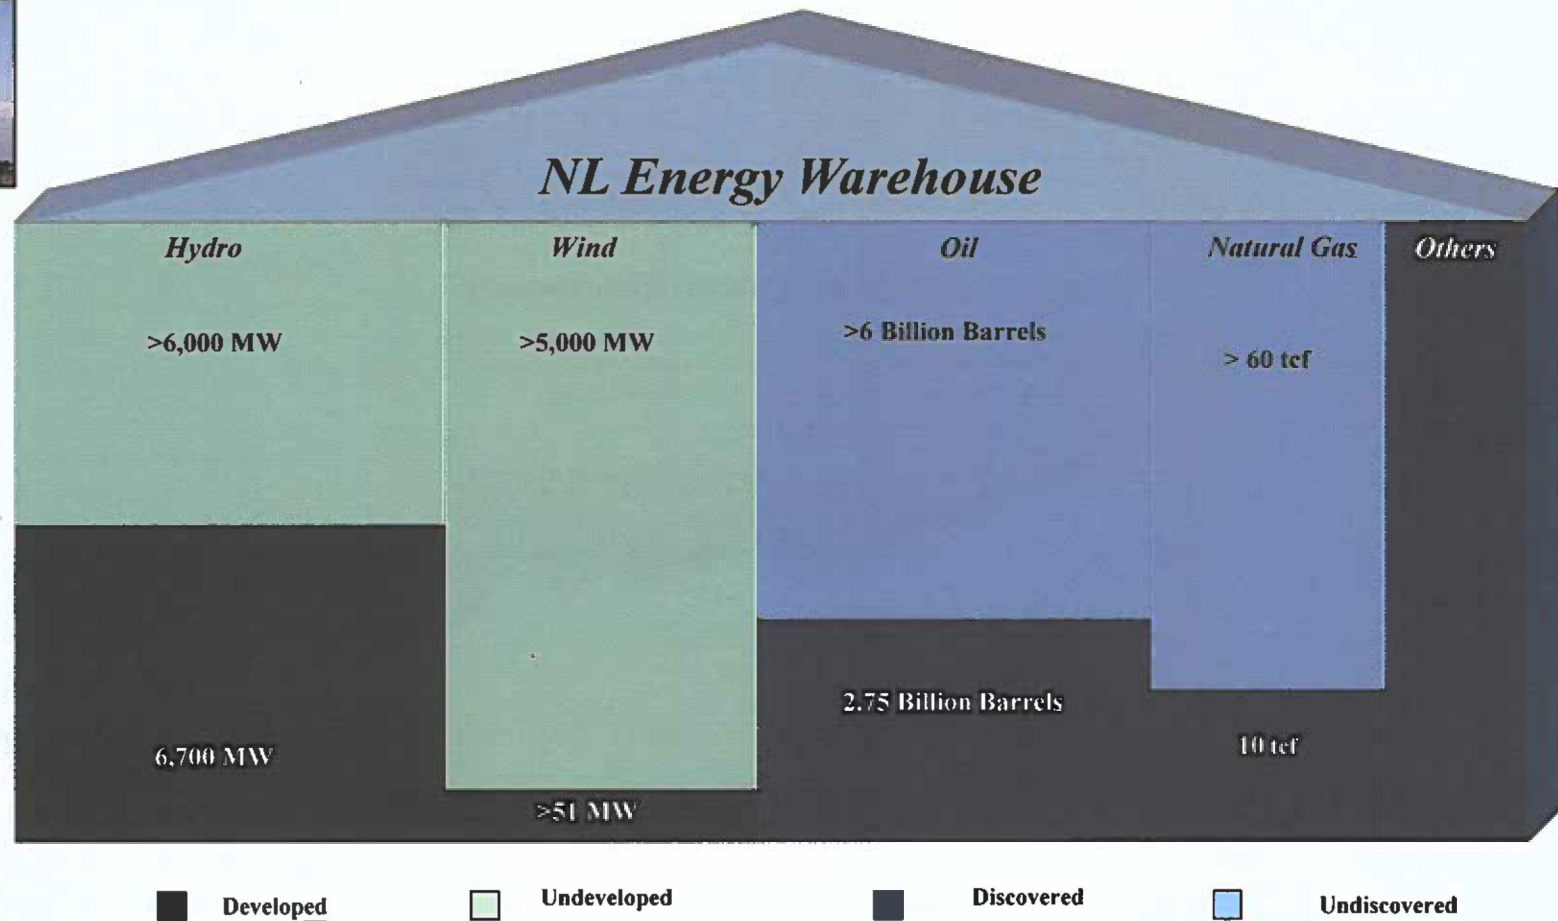 NL Energy Warehouse
Hydro Wind Oil Natural Gas Others
>6,000 MW >5,000 MW >6 Billion Barrels > 60 tcf
6,700 MW >51 MW 2.75 Billion Barrels 10 tcf
Developed Undeveloped Discovered Undiscovered